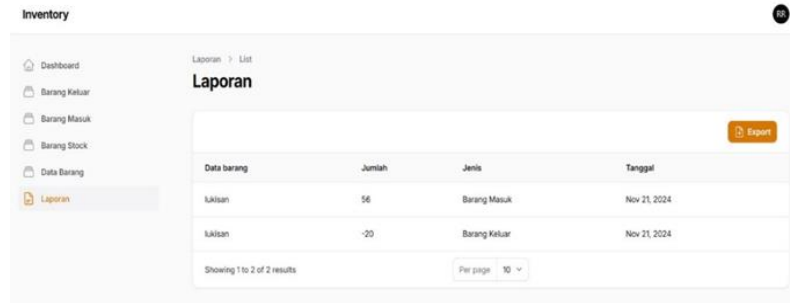 Inventory
RR
Dashboard
Barang Keluar
Barang Masuk
Barang Stock
Data Barang
Laporan
Laporan > List
Laporan
Export
Data barang Jumlah Jenis Tanggal
lukisan 56 Barang Masuk Nov 21, 2024
lukisan -20 Barang Keluar Nov 21, 2024
Showing 1 to 2 of 2 results Per page 10